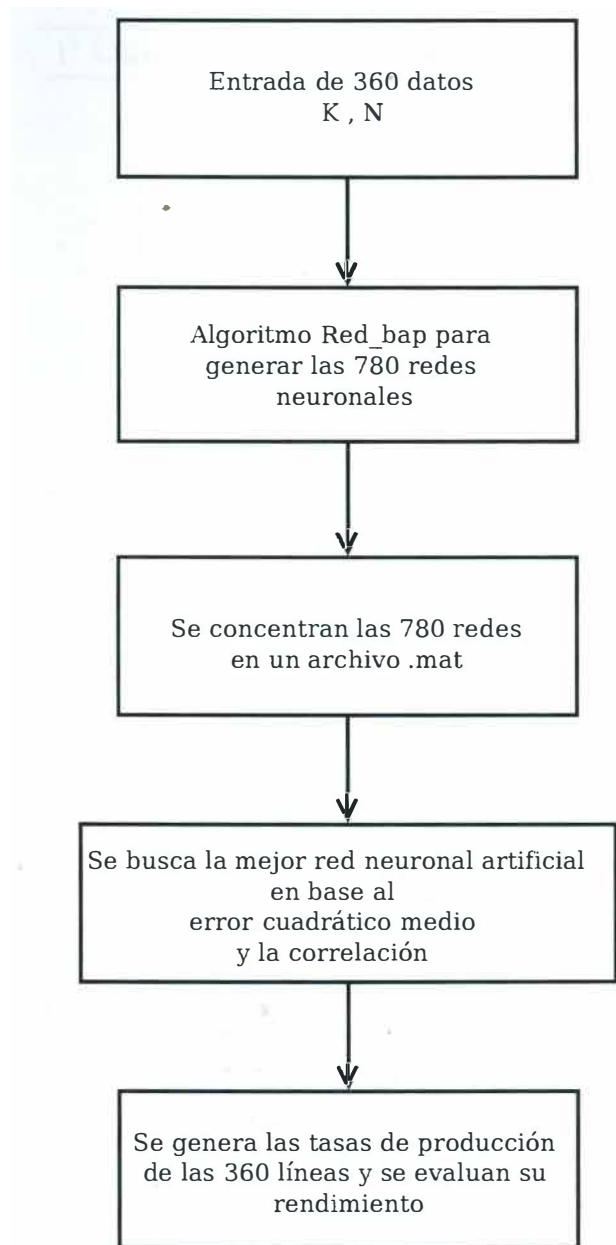 Entrada de 360 datos
K , N
Algoritmo Red_bap para
generar las 780 redes
neuronales
Se concentran las 780 redes
en un archivo .mat
Se busca la mejor red neuronal artificial
en base al
error cuadrático medio
y la correlación
Se genera las tasas de producción
de las 360 líneas y se evaluan su
rendimiento